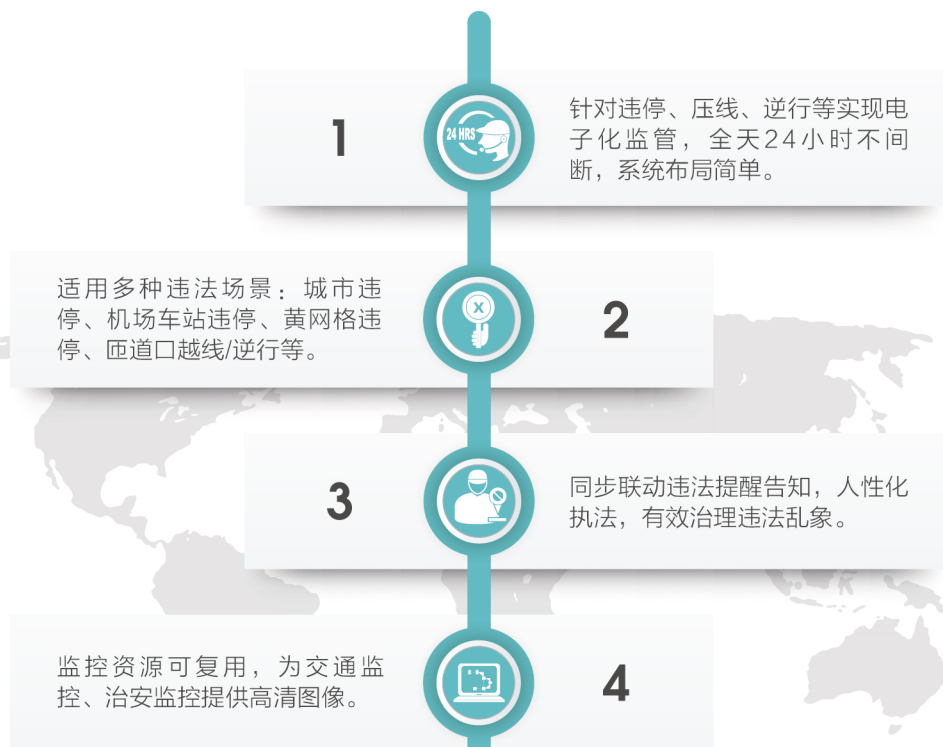 1
24 HRS
针对违停、压线、逆行等实现电
子化监管，全天24小时不间
断，系统布局简单。
适用多种违法场景：城市违
停、机场车站违停、黄网格违
停、匝道口越线/逆行等。
X
2
3
同步联动违法提醒告知，人性化
执法，有效治理违法乱象。
监控资源可复用，为交通监
控、治安监控提供高清图像。
4